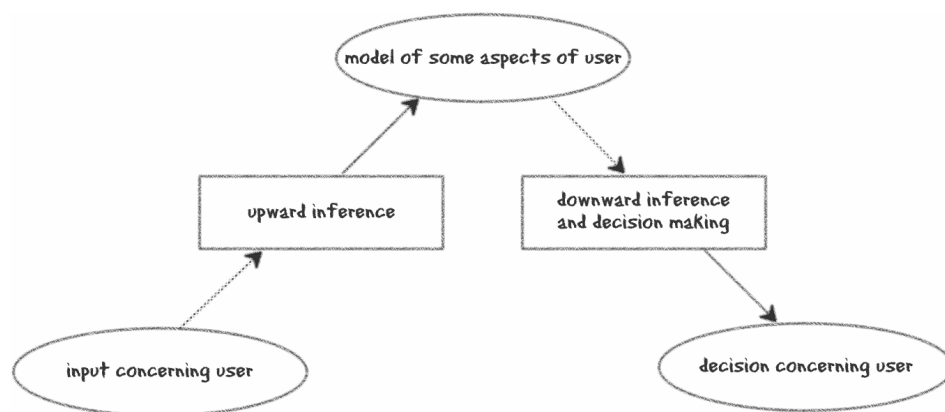 model of some aspects of user
upward inference
downward inference
and decision making
input concerning user
decision concerning user